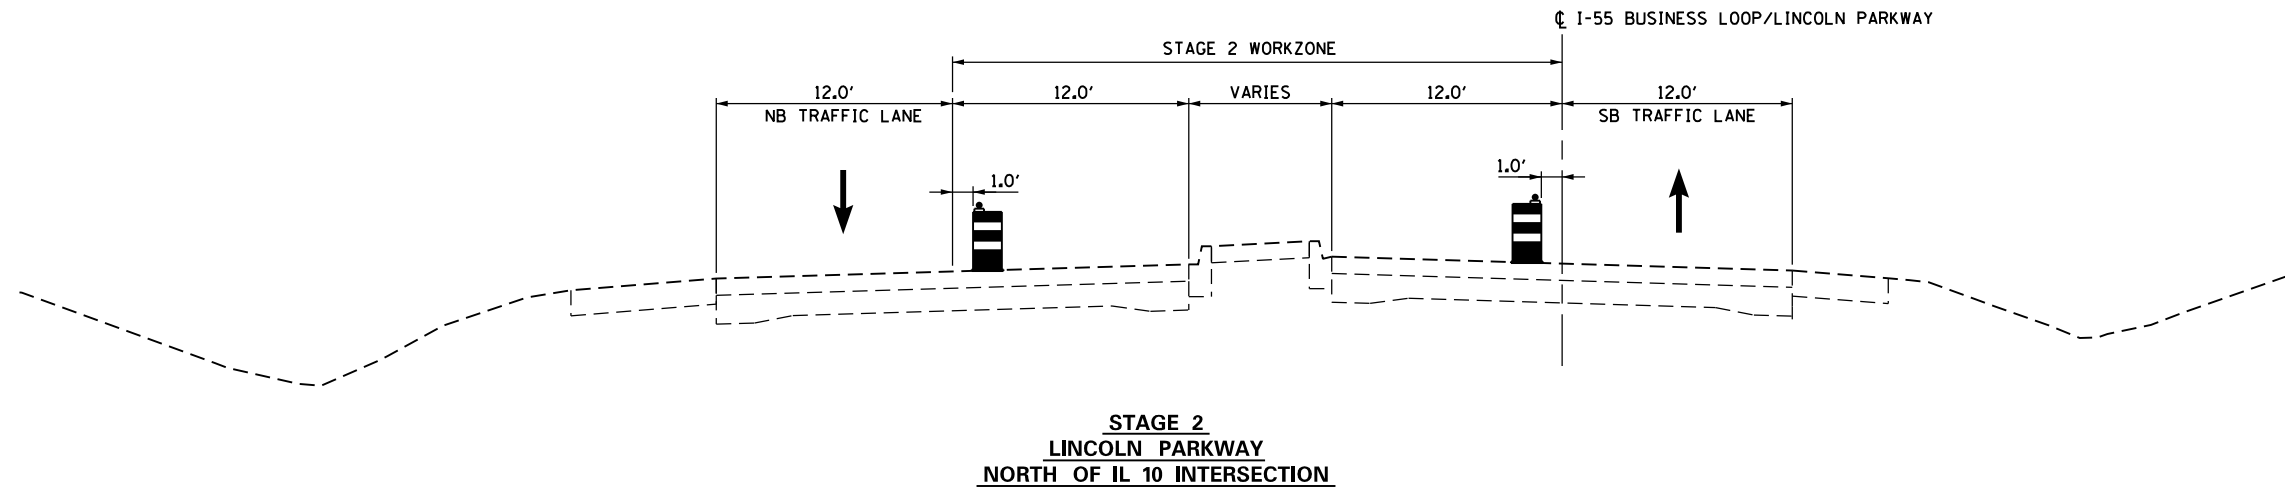 ℄ I-55 BUSINESS LOOP/LINCOLN PARKWAY
STAGE 2 WORKZONE
12.0' 12.0' VARIES 12.0' 12.0'
NB TRAFFIC LANE SB TRAFFIC LANE
1.0' 1.0'
STAGE 2
LINCOLN PARKWAY
NORTH OF IL 10 INTERSECTION